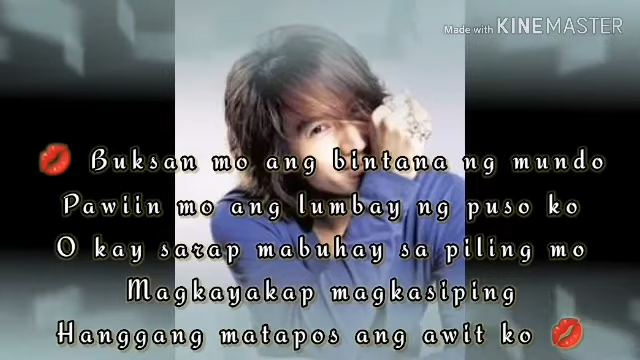 Made with KINEMASTER
💋 Buksan mo ang bintana ng mundo
Pawiin mo ang lumbay ng puso ko
O kay sarap mabuhay sa piling mo
Magkayakap magkasiping
Hanggang matapos ang awit ko 💋